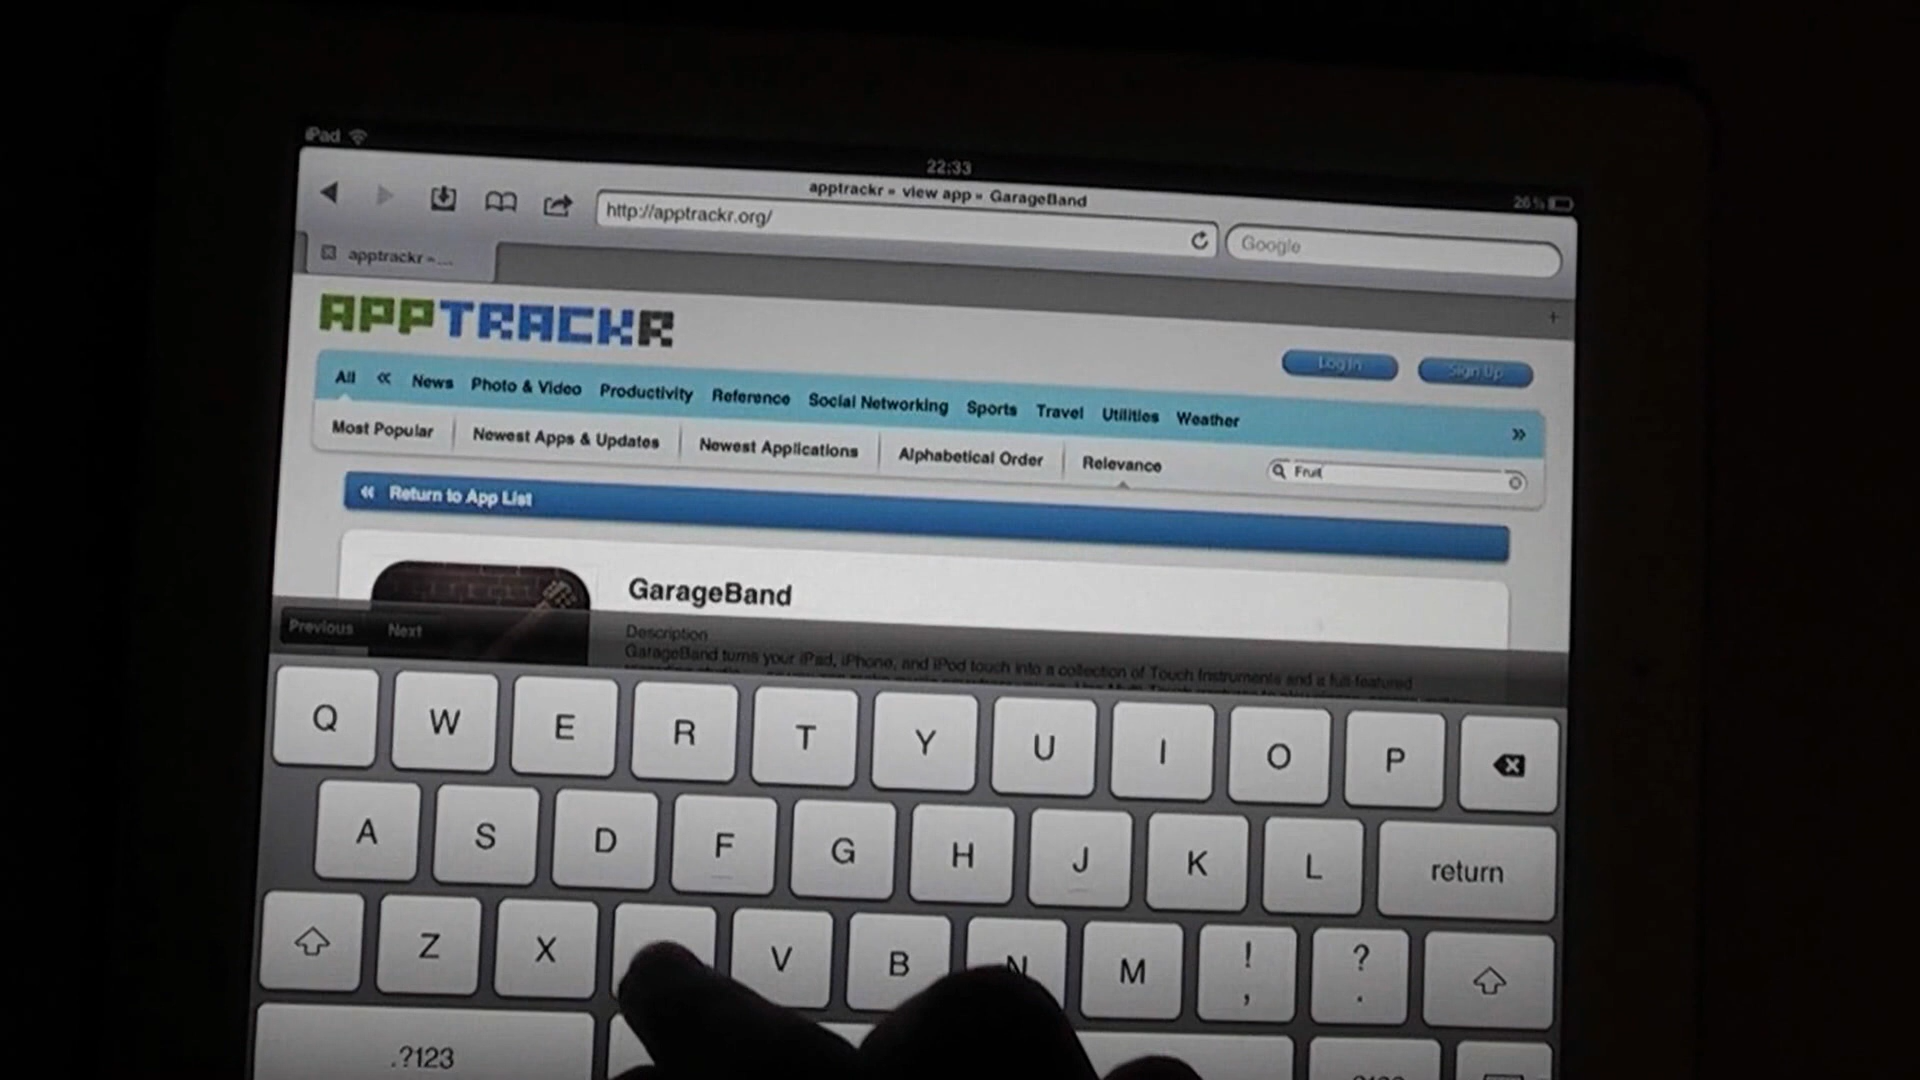 iPad
22:33
26%
apptrackr » view app » GarageBand
http://apptrackr.org/
Google
apptrackr » ...
APPTRACKR
Log In Sign Up
All « News Photo & Video Productivity Reference Social Networking Sports Travel Utilities Weather »
Most Popular Newest Apps & Updates Newest Applications Alphabetical Order Relevance Fruit
« Return to App List
GarageBand
Previous Next
Description
GarageBand turns your iPad, iPhone, and iPod touch into a collection of Touch Instruments and a full-featured
Q W E R T Y U I O P
A S D F G H J K L return
Z X V B N M ! , ? .
.?123